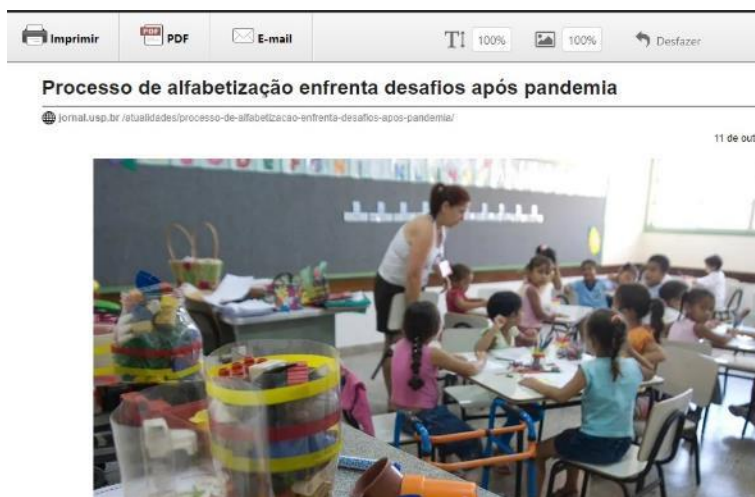 Imprimir
PDF
E-mail
100%
100%
Desfazer
Processo de alfabetização enfrenta desafios após pandemia
jornal.usp.br /atualidades/processo-de-alfabetizacao-enfrenta-desafios-apos-pandemia/
11 de out